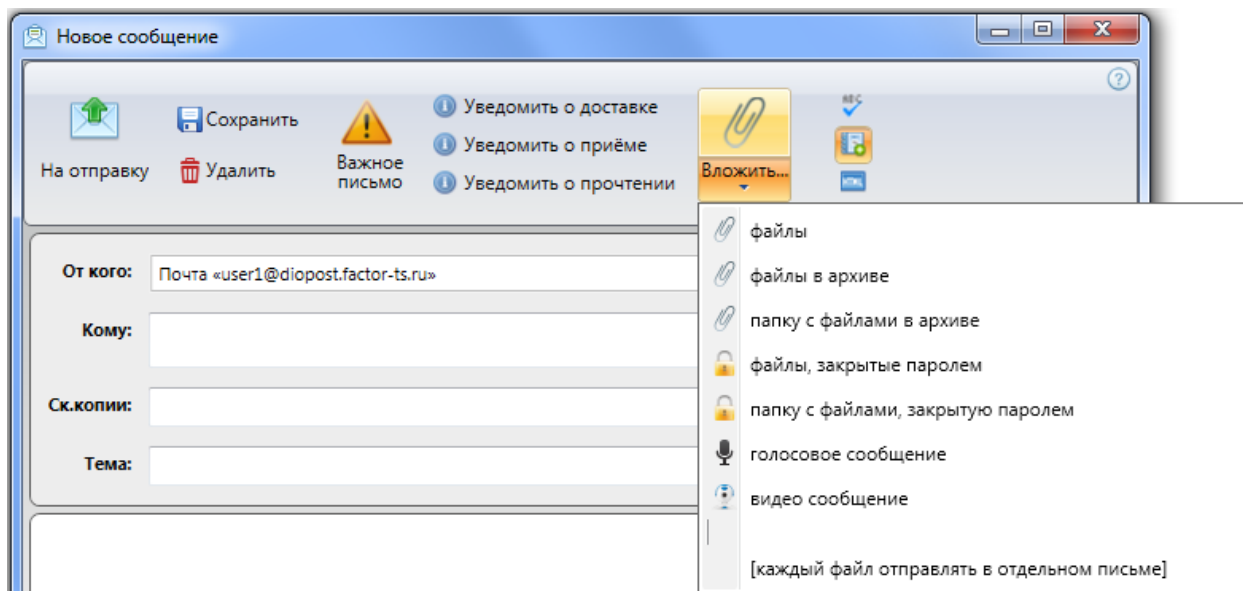 Новое сообщение
На отправку
Сохранить
Удалить
Важное
письмо
Уведомить о доставке
Уведомить о приёме
Уведомить о прочтении
Вложить...
ABC
?
От кого:
Почта «user1@diopost.factor-ts.ru»
Кому:
Ск.копии:
Тема:
файлы
файлы в архиве
папку с файлами в архиве
файлы, закрытые паролем
папку с файлами, закрытую паролем
голосовое сообщение
видео сообщение
[каждый файл отправлять в отдельном письме]